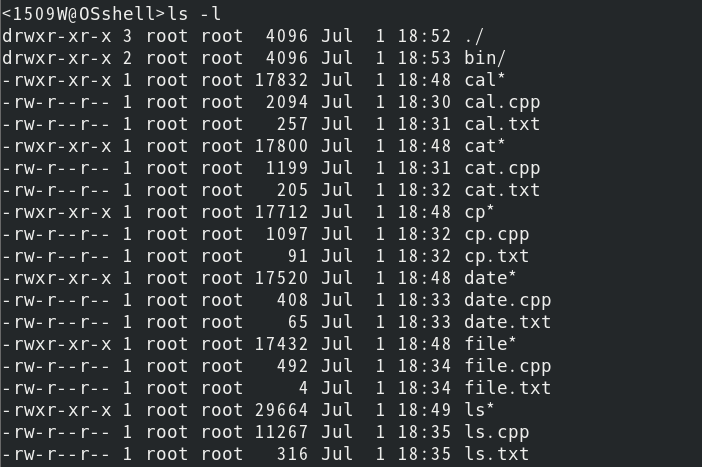 <1509W@OSshell>ls -l
drwxr-xr-x 3 root root  4096 Jul  1 18:52 ./
drwxr-xr-x 2 root root  4096 Jul  1 18:53 bin/
-rwxr-xr-x 1 root root 17832 Jul  1 18:48 cal*
-rw-r--r-- 1 root root  2094 Jul  1 18:30 cal.cpp
-rw-r--r-- 1 root root   257 Jul  1 18:31 cal.txt
-rwxr-xr-x 1 root root 17800 Jul  1 18:48 cat*
-rw-r--r-- 1 root root  1199 Jul  1 18:31 cat.cpp
-rw-r--r-- 1 root root   205 Jul  1 18:32 cat.txt
-rwxr-xr-x 1 root root 17712 Jul  1 18:48 cp*
-rw-r--r-- 1 root root  1097 Jul  1 18:32 cp.cpp
-rw-r--r-- 1 root root    91 Jul  1 18:32 cp.txt
-rwxr-xr-x 1 root root 17520 Jul  1 18:48 date*
-rw-r--r-- 1 root root   408 Jul  1 18:33 date.cpp
-rw-r--r-- 1 root root    65 Jul  1 18:33 date.txt
-rwxr-xr-x 1 root root 17432 Jul  1 18:48 file*
-rw-r--r-- 1 root root   492 Jul  1 18:34 file.cpp
-rw-r--r-- 1 root root     4 Jul  1 18:34 file.txt
-rwxr-xr-x 1 root root 29664 Jul  1 18:49 ls*
-rw-r--r-- 1 root root 11267 Jul  1 18:35 ls.cpp
-rw-r--r-- 1 root root   316 Jul  1 18:35 ls.txt